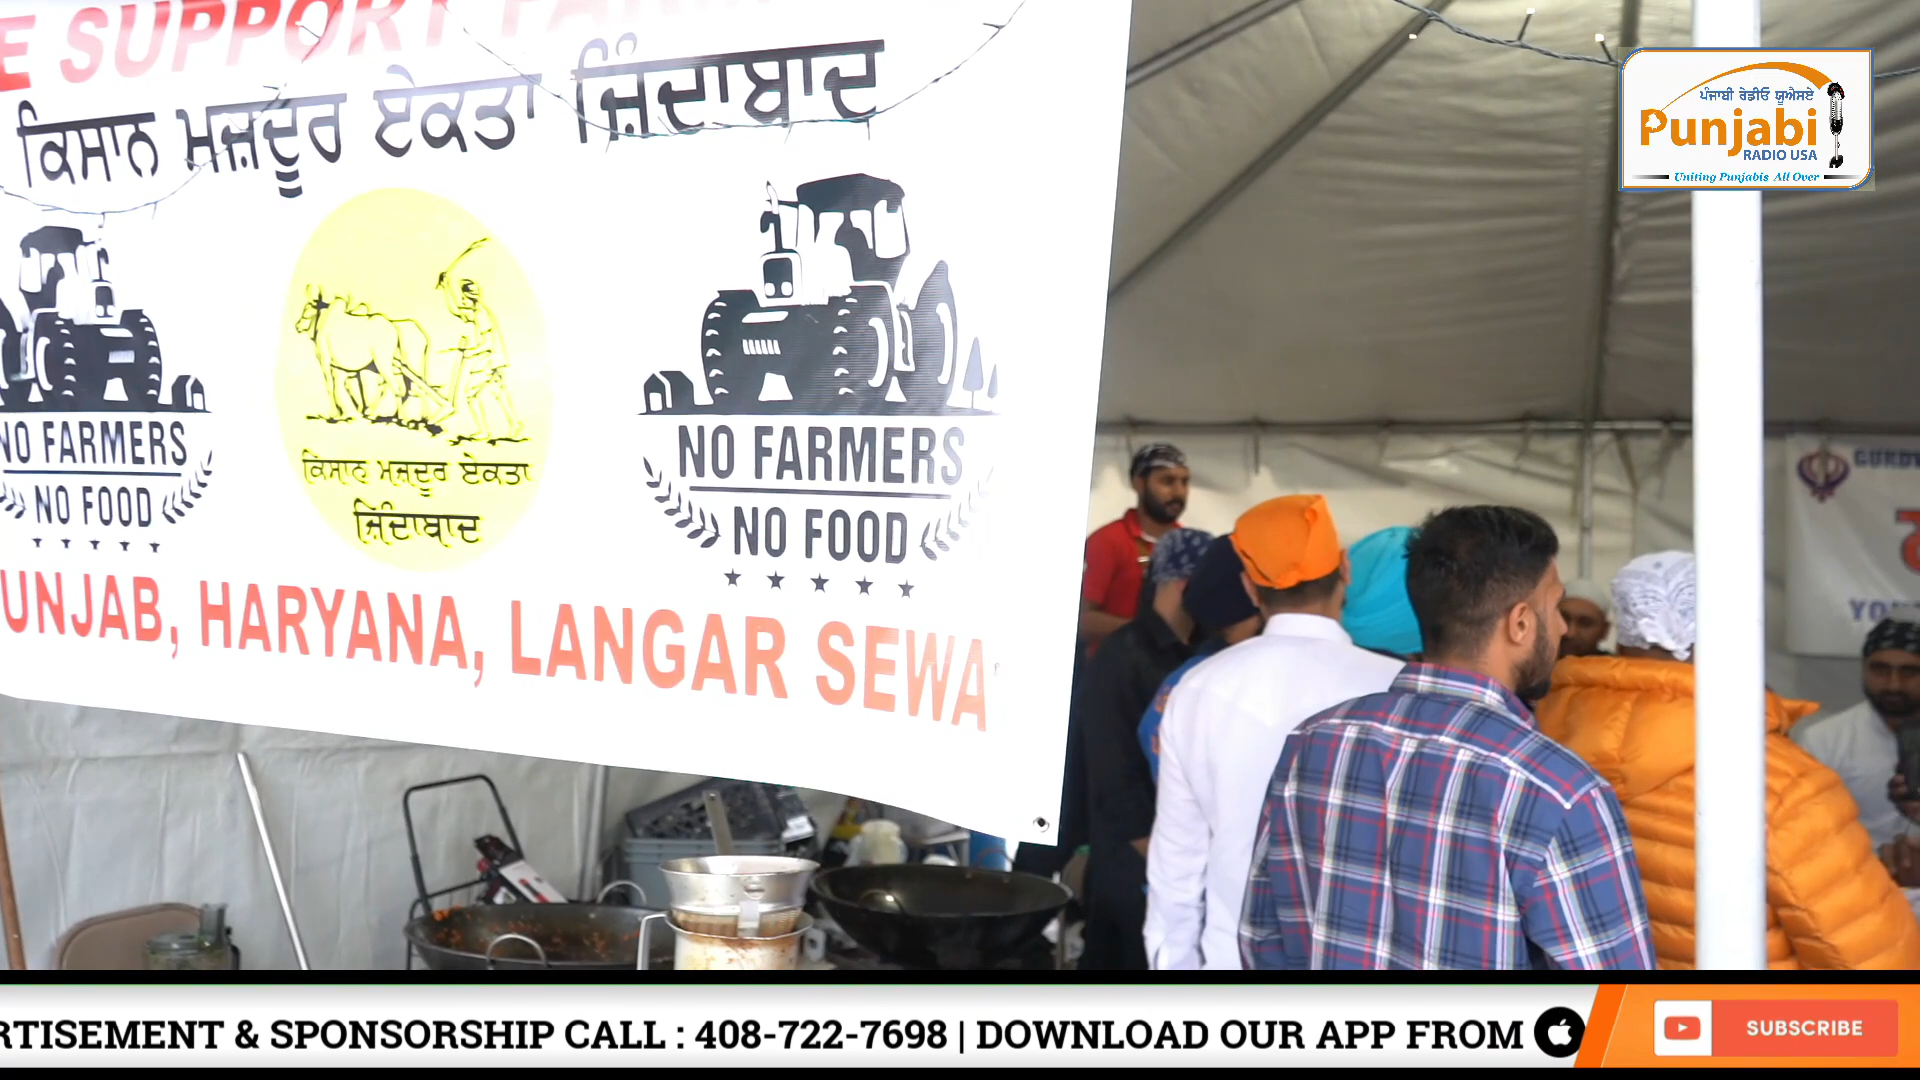 E SUPPORT FARM
ਕਿਸਾਨ ਮਜ਼ਦੂਰ ਏਕਤਾ ਜ਼ਿੰਦਾਬਾਦ
NO FARMERS
NO FOOD
ਕਿਸਾਨ ਮਜ਼ਦੂਰ ਏਕਤਾ
ਜ਼ਿੰਦਾਬਾਦ
NO FARMERS
NO FOOD
UNJAB, HARYANA, LANGAR SEWA
ਪੰਜਾਬੀ ਰੇਡੀਓ ਯੂਐਸਏ
Punjabi
RADIO USA
Uniting Punjabis All Over
RTISEMENT & SPONSORSHIP CALL : 408-722-7698 | DOWNLOAD OUR APP FROM
SUBSCRIBE